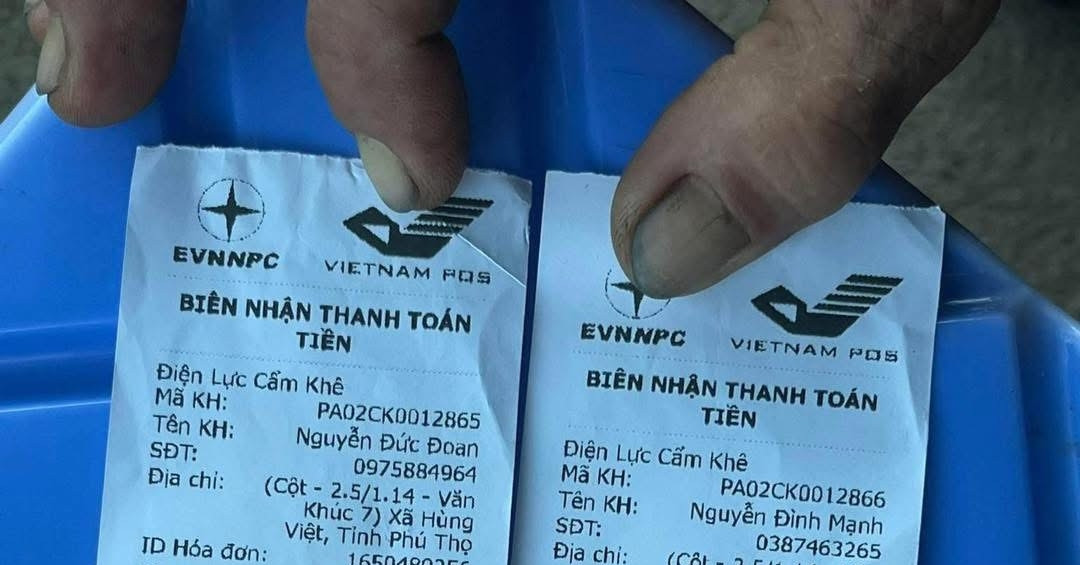 EVNNPC
VIETNAM POS
BIÊN NHẬN THANH TOÁN
TIỀN
Điện Lực Cẩm Khê
Mã KH: PA02CK0012865
Tên KH: Nguyễn Đức Đoan
SĐT: 0975884964
Địa chỉ: (Cột - 2.5/1.14 - Văn
Khúc 7) Xã Hùng
Việt, Tỉnh Phú Thọ
ID Hóa đơn:
EVNNPC
VIETNAM POS
BIÊN NHẬN THANH TOÁN
TIỀN
Điện Lực Cẩm Khê
Mã KH: PA02CK0012866
Tên KH: Nguyễn Đình Mạnh
SĐT: 0387463265
Địa chỉ: